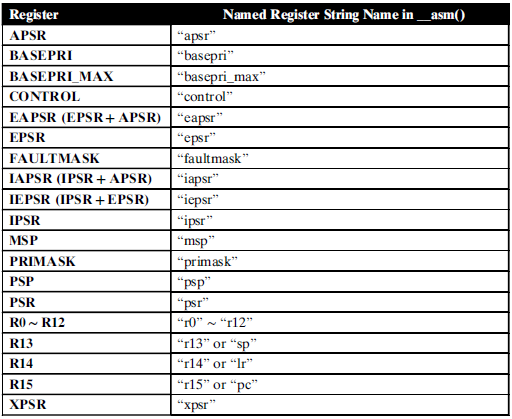 Register Named Register String Name in __asm()
APSR “apsr”
BASEPRI “basepri”
BASEPRI_MAX “basepri_max”
CONTROL “control”
EAPSR (EPSR + APSR) “eapsr”
EPSR “epsr”
FAULTMASK “faultmask”
IAPSR (IPSR + APSR) “iapsr”
IEPSR (IPSR + EPSR) “iepsr”
IPSR “ipsr”
MSP “msp”
PRIMASK “primask”
PSP “psp”
PSR “psr”
R0 ~ R12 “r0” ~ “r12”
R13 “r13” or “sp”
R14 “r14” or “lr”
R15 “r15” or “pc”
XPSR “xpsr”